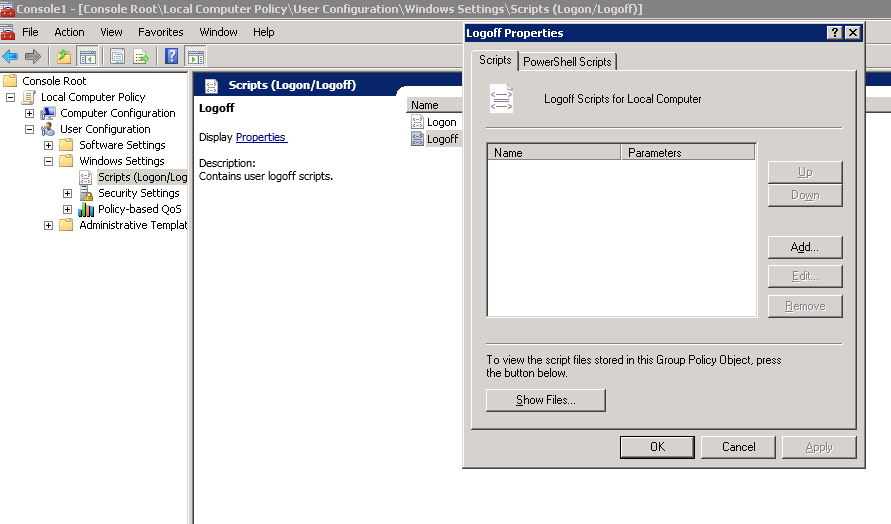 Console1 - [Console Root\Local Computer Policy\User Configuration\Windows Settings\Scripts (Logon/Logoff)]
File Action View Favorites Window Help
Console Root
Local Computer Policy
Computer Configuration
User Configuration
Software Settings
Windows Settings
Scripts (Logon/Log
Security Settings
Policy-based QoS
Administrative Templat
Scripts (Logon/Logoff)
Logoff
Display Properties
Description:
Contains user logoff scripts.
Name
Logon
Logoff
Logoff Properties
Scripts PowerShell Scripts
Logoff Scripts for Local Computer
Name Parameters
Up
Down
Add...
Edit...
Remove
To view the script files stored in this Group Policy Object, press
the button below.
Show Files...
OK Cancel Apply